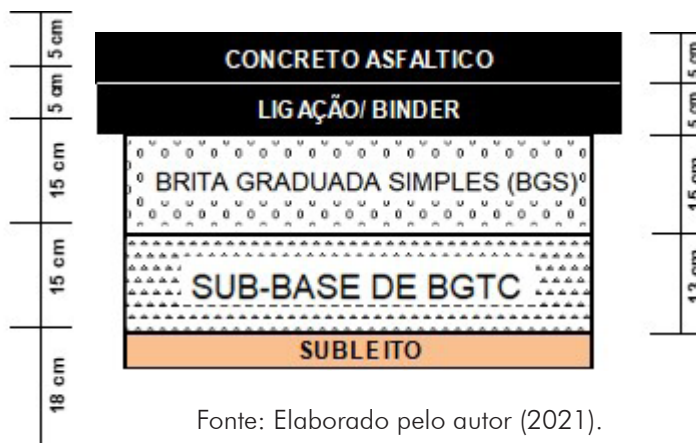 5 cm
5 cm
15 cm
15 cm
18 cm
CONCRETO ASFALTICO
LIGAÇÃO/ BINDER
BRITA GRADUADA SIMPLES (BGS)
SUB-BASE DE BGTC
SUBLEITO
5 cm
5 cm
15 cm
Fonte: Elaborado pelo autor (2021).